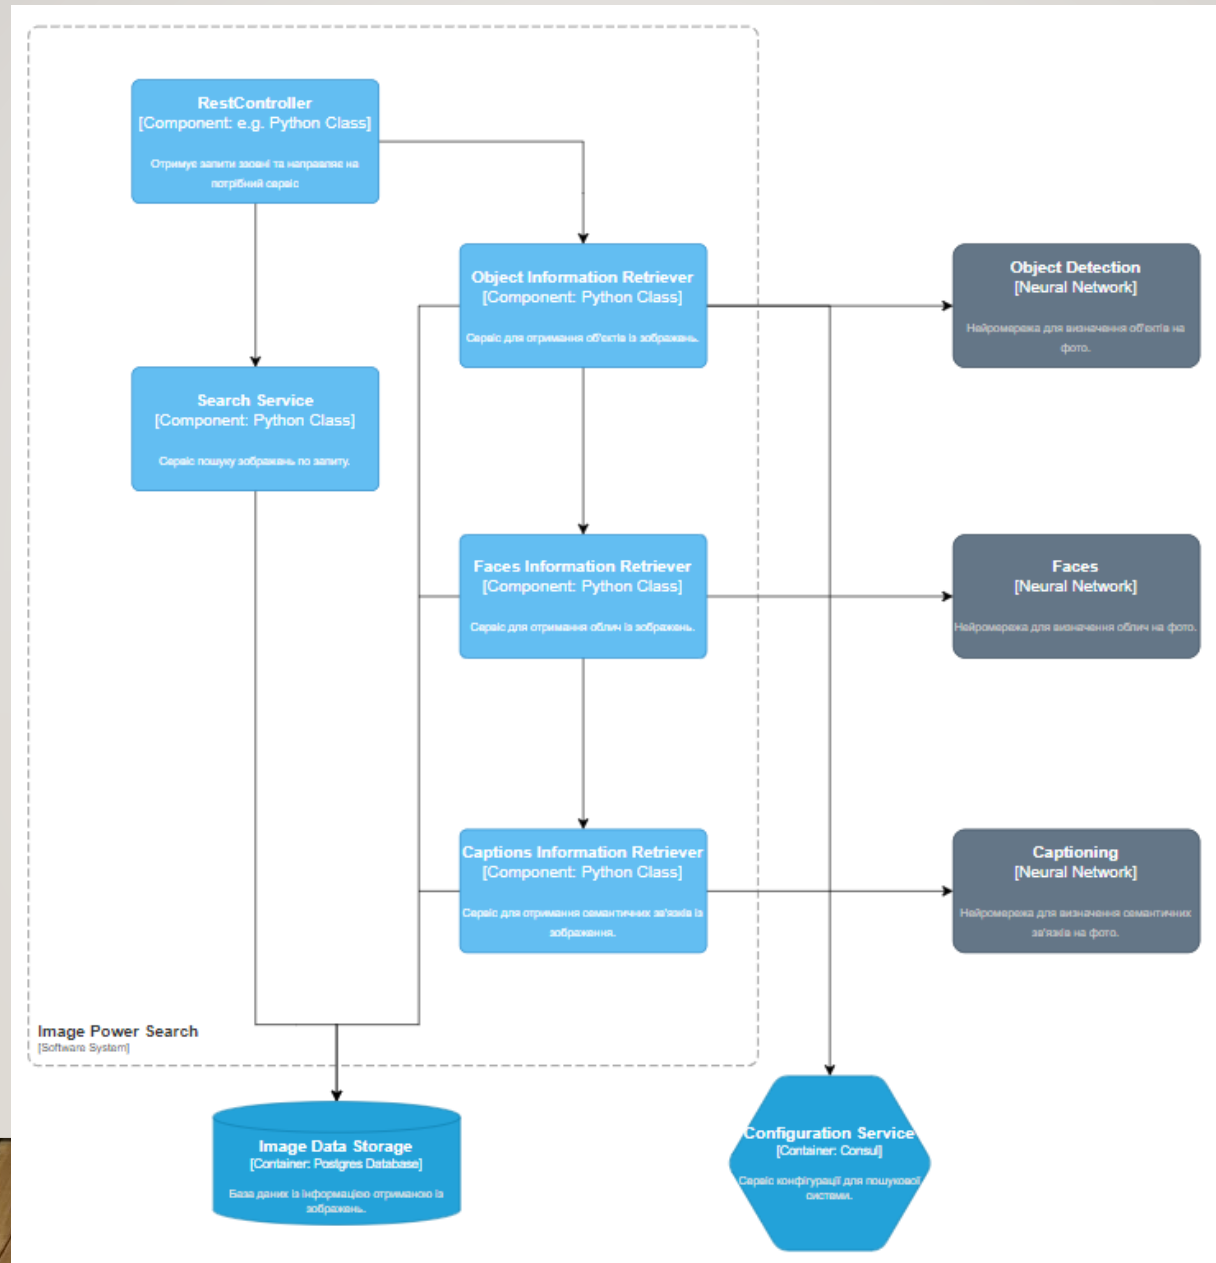 RestController
[Component: e.g. Python Class]
Отримує запити ззовні та направляє на
потрібний сервіс
Object Information Retriever
[Component: Python Class]
Сервіс для отримання об'єктів із зображень.
Object Detection
[Neural Network]
Нейромережа для визначення об'єктів на
фото.
Search Service
[Component: Python Class]
Сервіс пошуку зображень по запиту.
Faces Information Retriever
[Component: Python Class]
Сервіс для отримання облич із зображень.
Faces
[Neural Network]
Нейромережа для визначення облич на фото.
Captions Information Retriever
[Component: Python Class]
Сервіс для отримання семантичних зв'язків із
зображення.
Captioning
[Neural Network]
Нейромережа для визначення семантичних
зв'язків на фото.
Image Power Search
[Software System]
Image Data Storage
[Container: Postgres Database]
База даних із інформацією отриманою із
зображень.
Configuration Service
[Container: Consul]
Сервіс конфігурації для пошукової
системи.